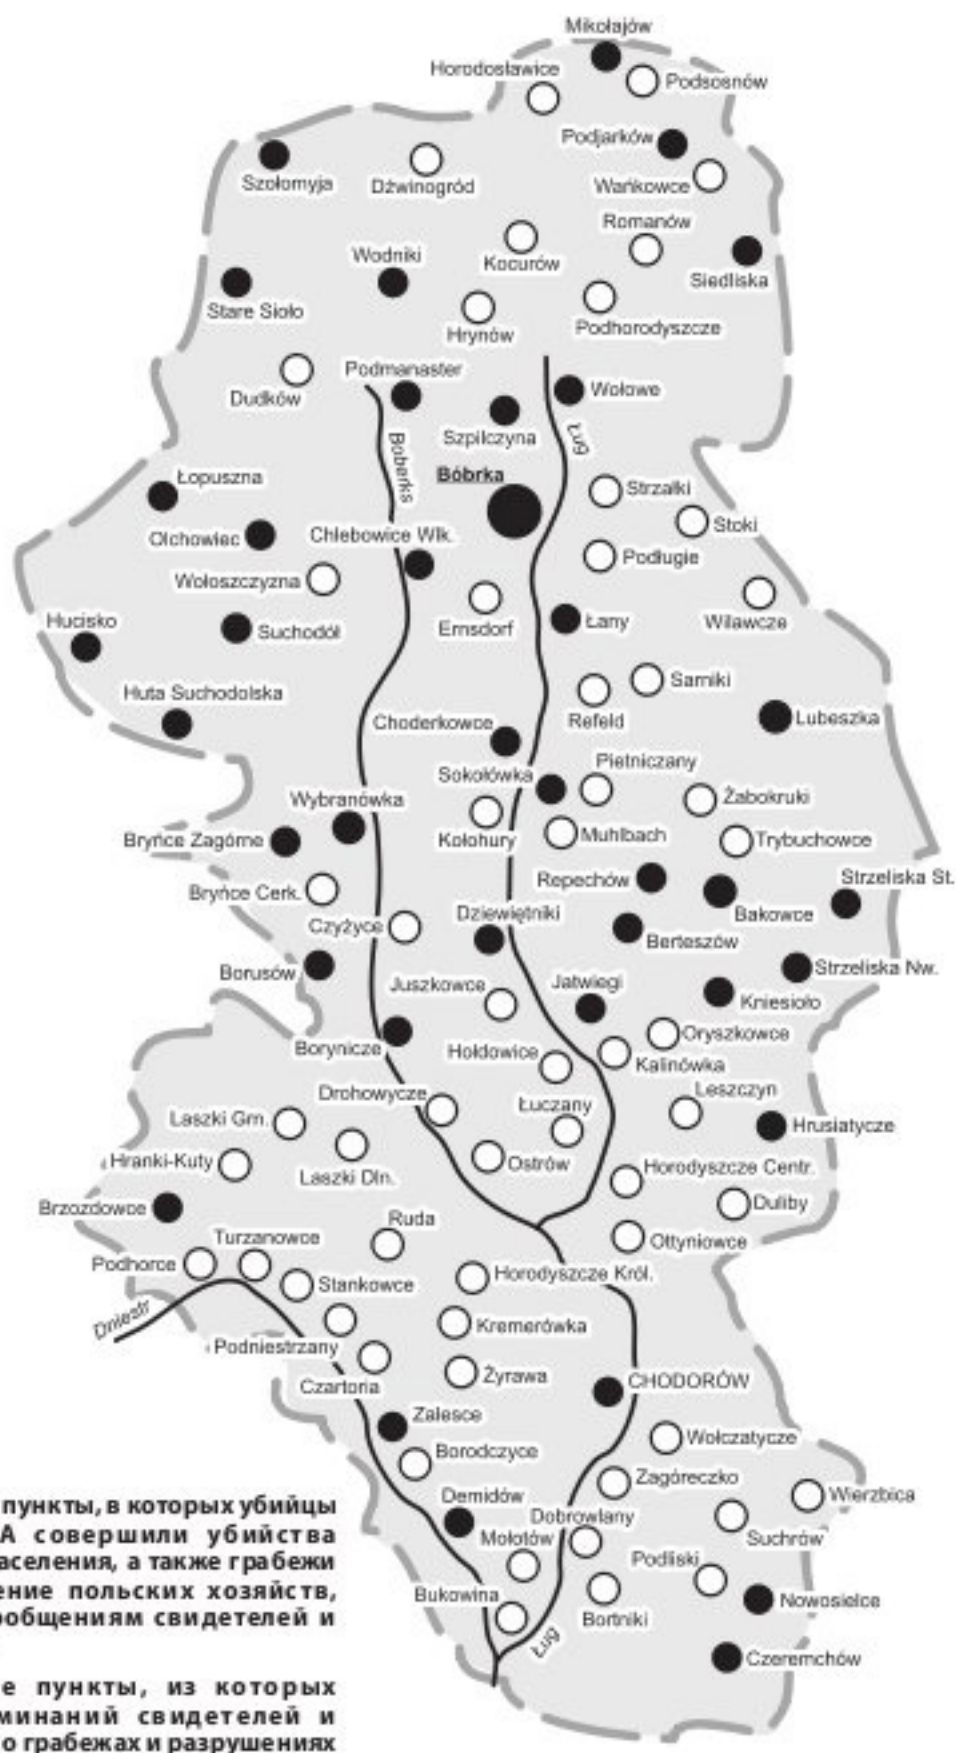 Mikołajów
Horodosławice
Podsosnów
Podjarków
Szołomyja
Dźwinogród
Wańkowce
Romanów
Kocurów
Wodniki
Siedliska
Stare Sioło
Hrynów
Podhorodyszcze
Podmanaster
Wołowe
Dudków
Szpilczyna
Ług
Boberks
Bóbrka
Łopuszna
Strzałki
Stoki
Olchowiec
Chlebowice Wlk.
Podługie
Wołoszczyzna
Hucisko
Suchodół
Ernsdorf
Łany
Wilawcze
Huta Suchodolska
Sarniki
Refeld
Lubeszka
Choderkowce
Pietniczany
Sokołówka
Wybranówka
Żabokruki
Bryńce Zagórne
Kołohury
Muhlbach
Trybuchowce
Repechów
Strzeliska St.
Bryńce Cerk.
Bakowce
Czyżyce
Dziewiętniki
Berteszów
Borusów
Strzeliska Nw.
Juszkowce
Jatwiegi
Kniesioło
Borynicze
Oryszkowce
Hołdowice
Kalinówka
Drohowycze
Leszczyn
Łuczany
Laszki Grn.
Hrusiatycze
Hranki-Kuty
Laszki Dln.
Ostrów
Horodyszcze Centr.
Brzozdowce
Duliby
Ruda
Turzanowce
Ottyniowce
Podhorce
Stankowce
Horodyszcze Król.
Dniestr
Kremerówka
Podniestrzany
Czartoria
Żyrawa
CHODORÓW
Zalesce
Wołczatycze
Borodczyce
Zagóreczko
Wierzbica
Demidów
Dobrowlany
Mołotów
Suchrów
Podliski
Bukowina
Bortniki
Nowosielce
Ług
Czeremchów
пункты, в которых убийцы
А совершили убийства
аселения, а также грабежи
ение польских хозяйств,
ообщениям свидетелей и
е пункты, из которых
минаний свидетелей и
о грабежах и разрушениях